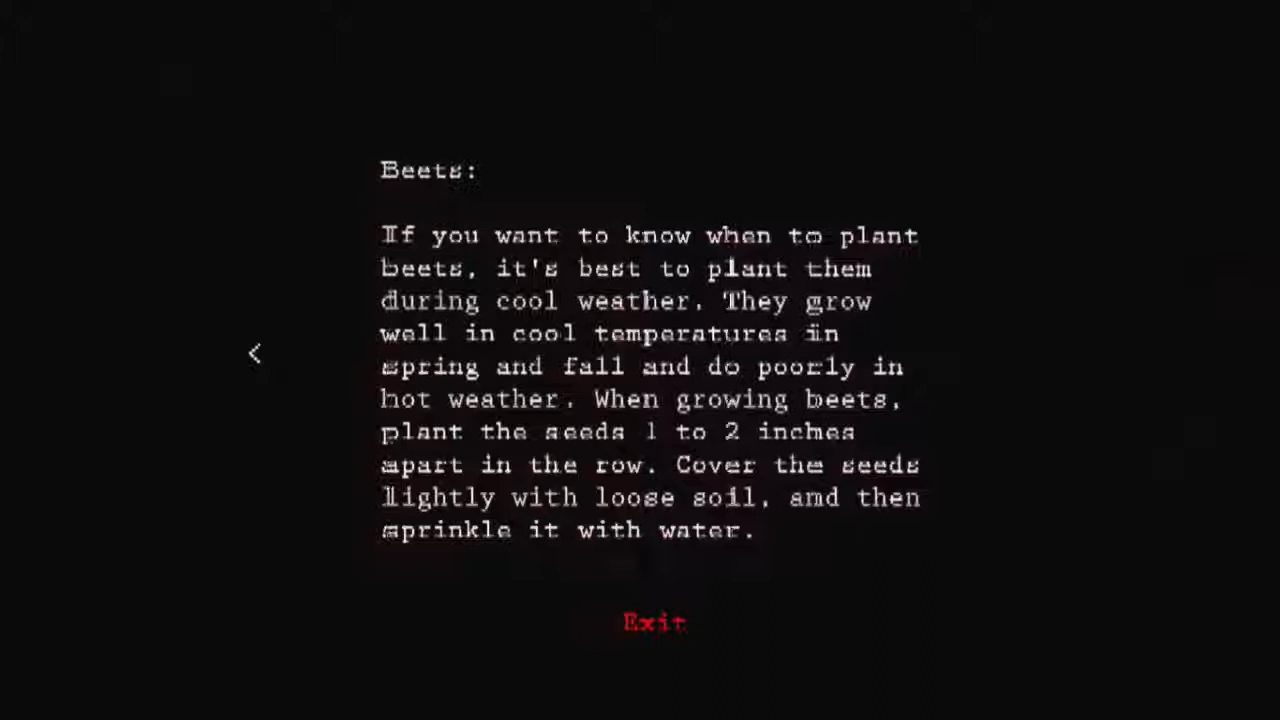 Beets:
If you want to know when to plant
beets, it's best to plant them
during cool weather. They grow
well in cool temperatures in
spring and fall and do poorly in
hot weather. When growing beets,
plant the seeds 1 to 2 inches
apart in the row. Cover the seeds
lightly with loose soil, and then
sprinkle it with water.
<
Exit